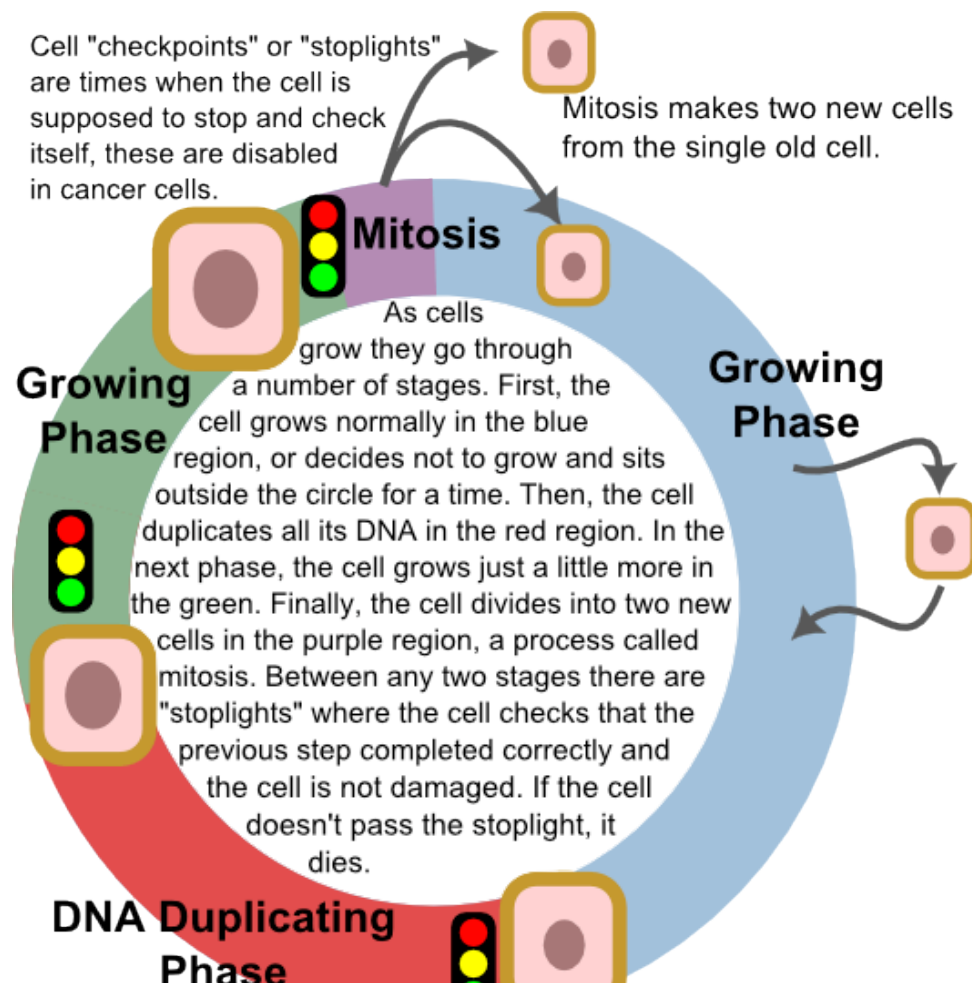 Cell "checkpoints" or "stoplights"
are times when the cell is
supposed to stop and check
itself, these are disabled
in cancer cells.
Mitosis makes two new cells
from the single old cell.
Mitosis
Growing
Phase
Growing
Phase
As cells
grow they go through
a number of stages. First, the
cell grows normally in the blue
region, or decides not to grow and sits
outside the circle for a time. Then, the cell
duplicates all its DNA in the red region. In the
next phase, the cell grows just a little more in
the green. Finally, the cell divides into two new
cells in the purple region, a process called
mitosis. Between any two stages there are
"stoplights" where the cell checks that the
previous step completed correctly and
the cell is not damaged. If the cell
doesn't pass the stoplight, it
dies.
DNA Duplicating
Phase